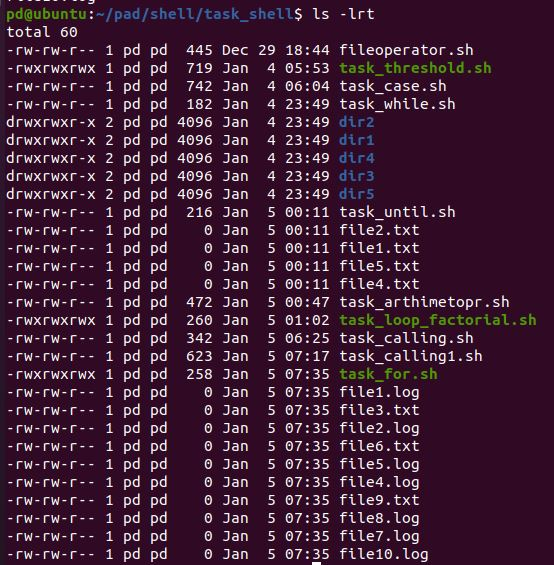 pd@ubuntu:~/pad/shell/task_shell$ ls -lrt
total 60
-rw-rw-r-- 1 pd pd  445 Dec 29 18:44 fileoperator.sh
-rwxrwxrwx 1 pd pd  719 Jan  4 05:53 task_threshold.sh
-rw-rw-r-- 1 pd pd  742 Jan  4 06:04 task_case.sh
-rw-rw-r-- 1 pd pd  182 Jan  4 23:49 task_while.sh
drwxrwxr-x 2 pd pd 4096 Jan  4 23:49 dir2
drwxrwxr-x 2 pd pd 4096 Jan  4 23:49 dir1
drwxrwxr-x 2 pd pd 4096 Jan  4 23:49 dir4
drwxrwxr-x 2 pd pd 4096 Jan  4 23:49 dir3
drwxrwxr-x 2 pd pd 4096 Jan  4 23:49 dir5
-rw-rw-r-- 1 pd pd  216 Jan  5 00:11 task_until.sh
-rw-rw-r-- 1 pd pd    0 Jan  5 00:11 file2.txt
-rw-rw-r-- 1 pd pd    0 Jan  5 00:11 file1.txt
-rw-rw-r-- 1 pd pd    0 Jan  5 00:11 file5.txt
-rw-rw-r-- 1 pd pd    0 Jan  5 00:11 file4.txt
-rw-rw-r-- 1 pd pd  472 Jan  5 00:47 task_arthimetopr.sh
-rwxrwxrwx 1 pd pd  260 Jan  5 01:02 task_loop_factorial.sh
-rw-rw-r-- 1 pd pd  342 Jan  5 06:25 task_calling.sh
-rw-rw-r-- 1 pd pd  623 Jan  5 07:17 task_calling1.sh
-rwxrwxrwx 1 pd pd  258 Jan  5 07:35 task_for.sh
-rw-rw-r-- 1 pd pd    0 Jan  5 07:35 file1.log
-rw-rw-r-- 1 pd pd    0 Jan  5 07:35 file3.txt
-rw-rw-r-- 1 pd pd    0 Jan  5 07:35 file2.log
-rw-rw-r-- 1 pd pd    0 Jan  5 07:35 file6.txt
-rw-rw-r-- 1 pd pd    0 Jan  5 07:35 file5.log
-rw-rw-r-- 1 pd pd    0 Jan  5 07:35 file4.log
-rw-rw-r-- 1 pd pd    0 Jan  5 07:35 file9.txt
-rw-rw-r-- 1 pd pd    0 Jan  5 07:35 file8.log
-rw-rw-r-- 1 pd pd    0 Jan  5 07:35 file7.log
-rw-rw-r-- 1 pd pd    0 Jan  5 07:35 file10.log